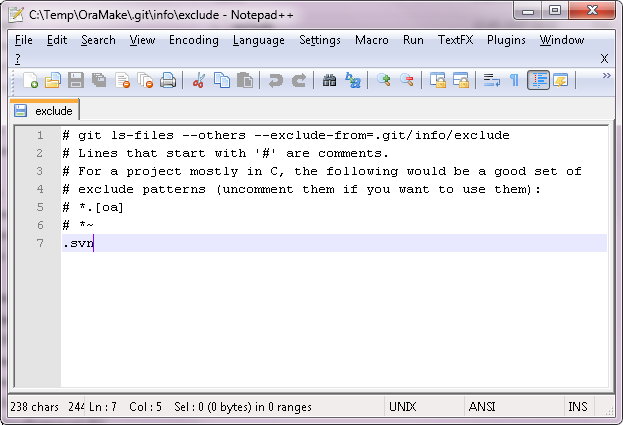 C:\Temp\OraMake\.git\info\exclude - Notepad++
File Edit Search View Encoding Language Settings Macro Run TextFX Plugins Window
? X
»
exclude
1 # git ls-files --others --exclude-from=.git/info/exclude
2 # Lines that start with '#' are comments.
3 # For a project mostly in C, the following would be a good set of
4 # exclude patterns (uncomment them if you want to use them):
5 # *.[oa]
6 # *~
7 .svn
238 chars 244 Ln : 7 Col : 5 Sel : 0 (0 bytes) in 0 ranges UNIX ANSI INS